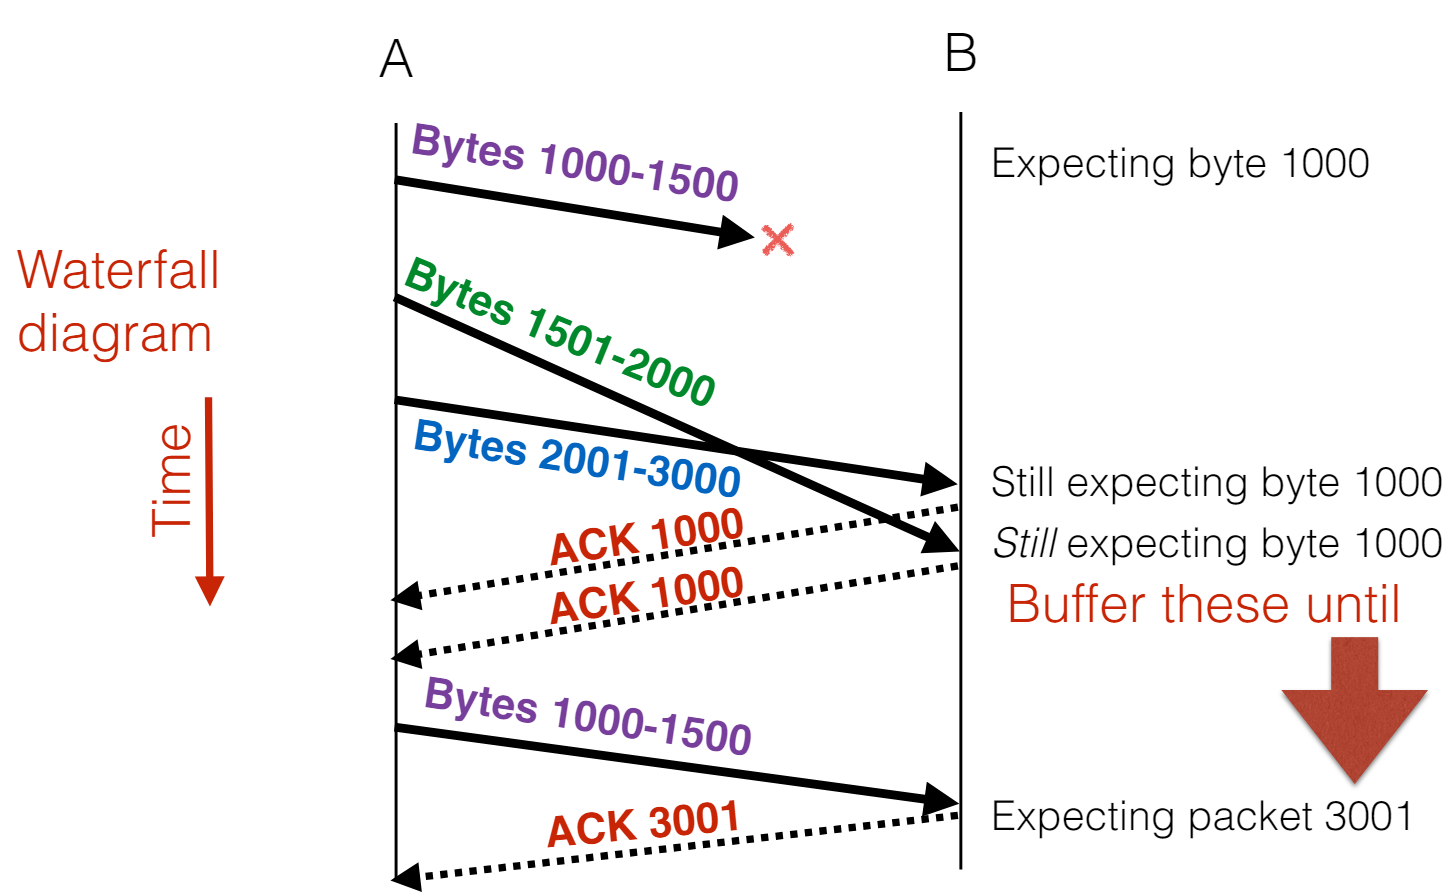 A
B
Bytes 1000-1500
Expecting byte 1000
Waterfall
diagram
Bytes 1501-2000
Time
Bytes 2001-3000
Still expecting byte 1000
ACK 1000
Still expecting byte 1000
ACK 1000
Buffer these until
Bytes 1000-1500
ACK 3001
Expecting packet 3001